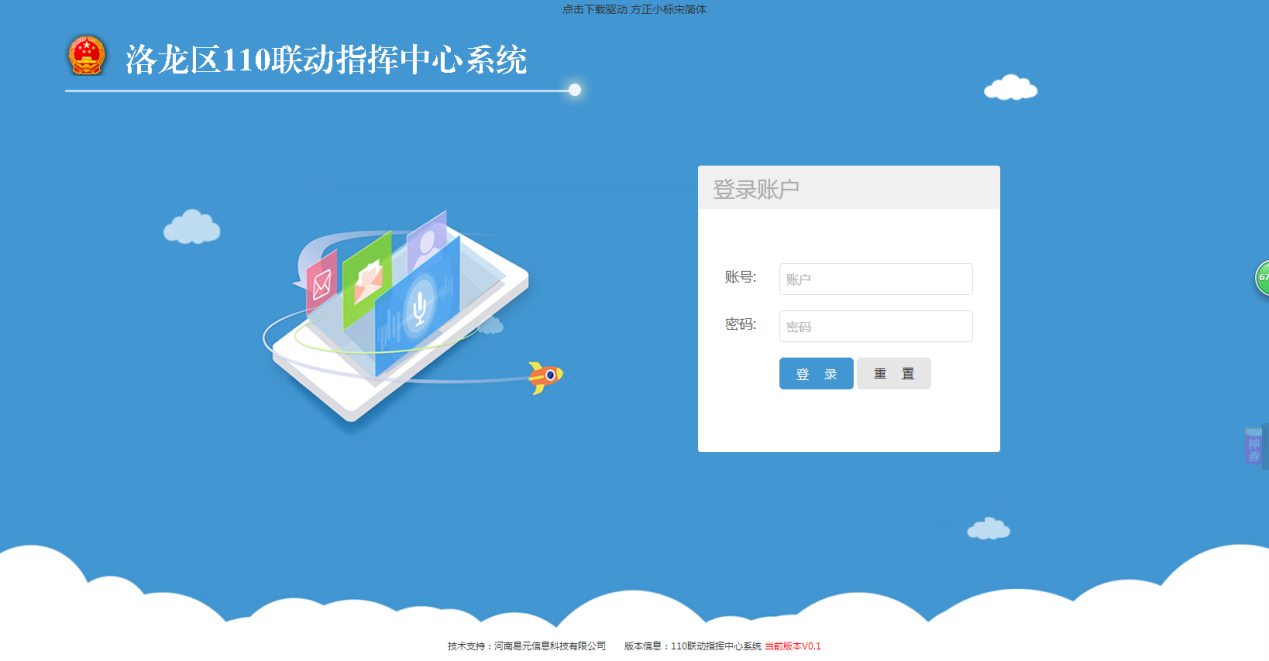 点击下载驱动 方正小标宋简体
洛龙区110联动指挥中心系统
登录账户
账号: 账户
密码: 密码
登 录 重 置
67
神券
技术支持：河南易元信息科技有限公司 版本信息：110联动指挥中心系统 当前版本V0.1